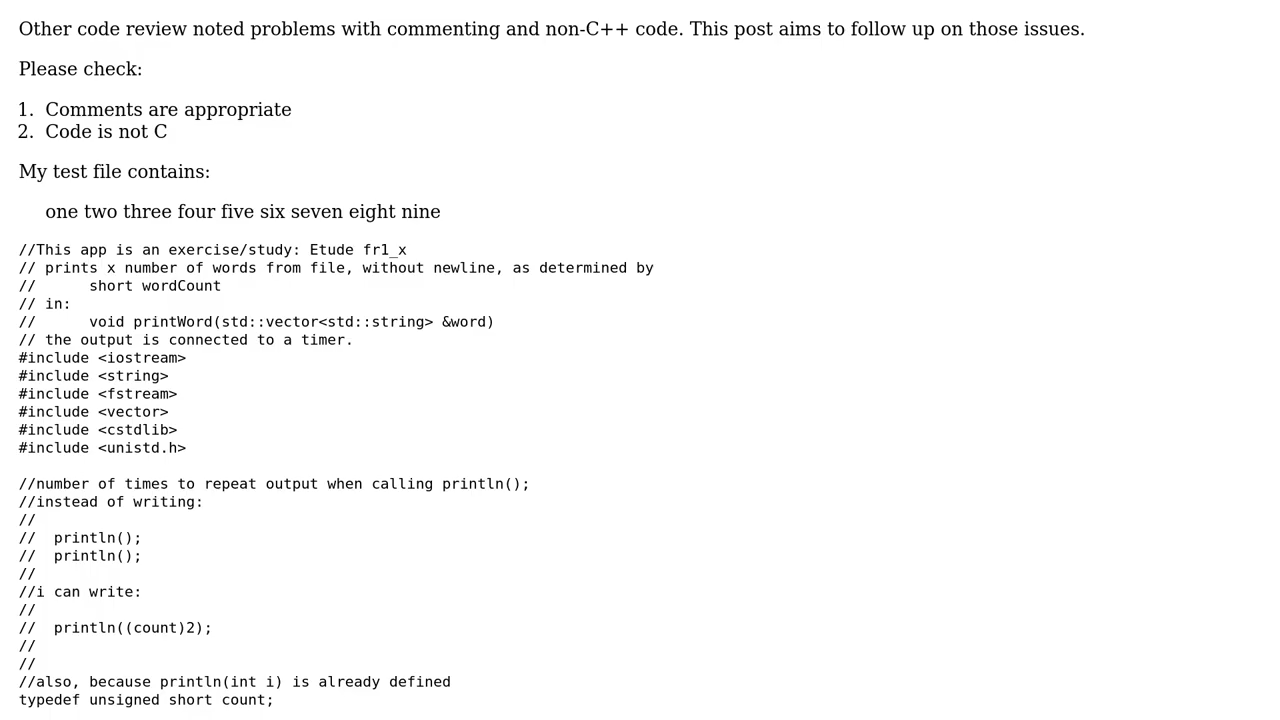 Other code review noted problems with commenting and non-C++ code. This post aims to follow up on those issues.
Please check:
1. Comments are appropriate
2. Code is not C
My test file contains:
one two three four five six seven eight nine
//This app is an exercise/study: Etude fr1_x
// prints x number of words from file, without newline, as determined by
//      short wordCount
// in:
//      void printWord(std::vector<std::string> &word)
// the output is connected to a timer.
#include <iostream>
#include <string>
#include <fstream>
#include <vector>
#include <cstdlib>
#include <unistd.h>
//number of times to repeat output when calling println();
//instead of writing:
//
//  println();
//  println();
//
//i can write:
//
//  println((count)2);
//
//
//also, because println(int i) is already defined
typedef unsigned short count;